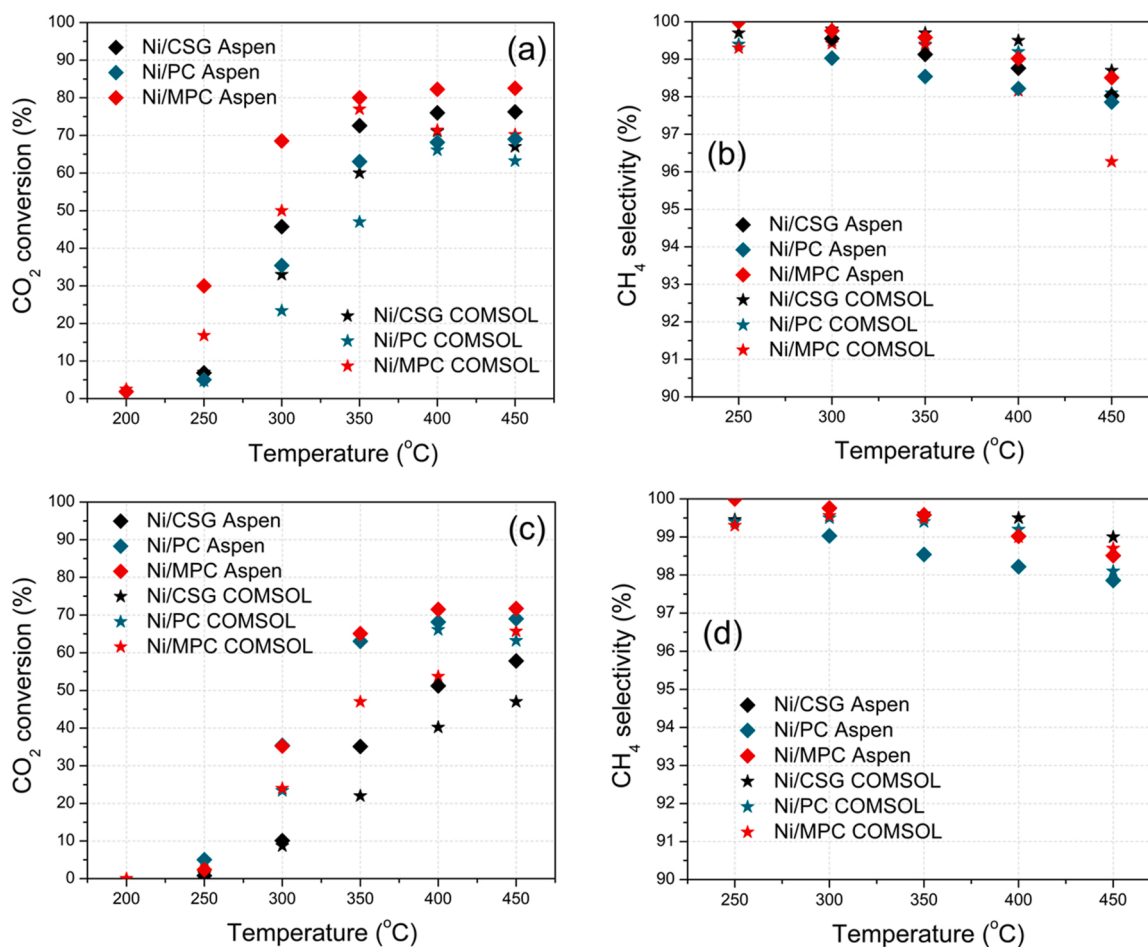 (a)
CO2 conversion (%)
100
90
80
70
60
50
40
30
20
10
0
Ni/CSG Aspen
Ni/PC Aspen
Ni/MPC Aspen
Ni/CSG COMSOL
Ni/PC COMSOL
Ni/MPC COMSOL
200 250 300 350 400 450
Temperature (°C)
(b)
CH4 selectivity (%)
100
99
98
97
96
95
94
93
92
91
90
Ni/CSG Aspen
Ni/PC Aspen
Ni/MPC Aspen
Ni/CSG COMSOL
Ni/PC COMSOL
Ni/MPC COMSOL
250 300 350 400 450
Temperature (°C)
(c)
CO2 conversion (%)
100
90
80
70
60
50
40
30
20
10
0
Ni/CSG Aspen
Ni/PC Aspen
Ni/MPC Aspen
Ni/CSG COMSOL
Ni/PC COMSOL
Ni/MPC COMSOL
200 250 300 350 400 450
Temperature (°C)
(d)
CH4 selectivity (%)
100
99
98
97
96
95
94
93
92
91
90
Ni/CSG Aspen
Ni/PC Aspen
Ni/MPC Aspen
Ni/CSG COMSOL
Ni/PC COMSOL
Ni/MPC COMSOL
250 300 350 400 450
Temperature (°C)